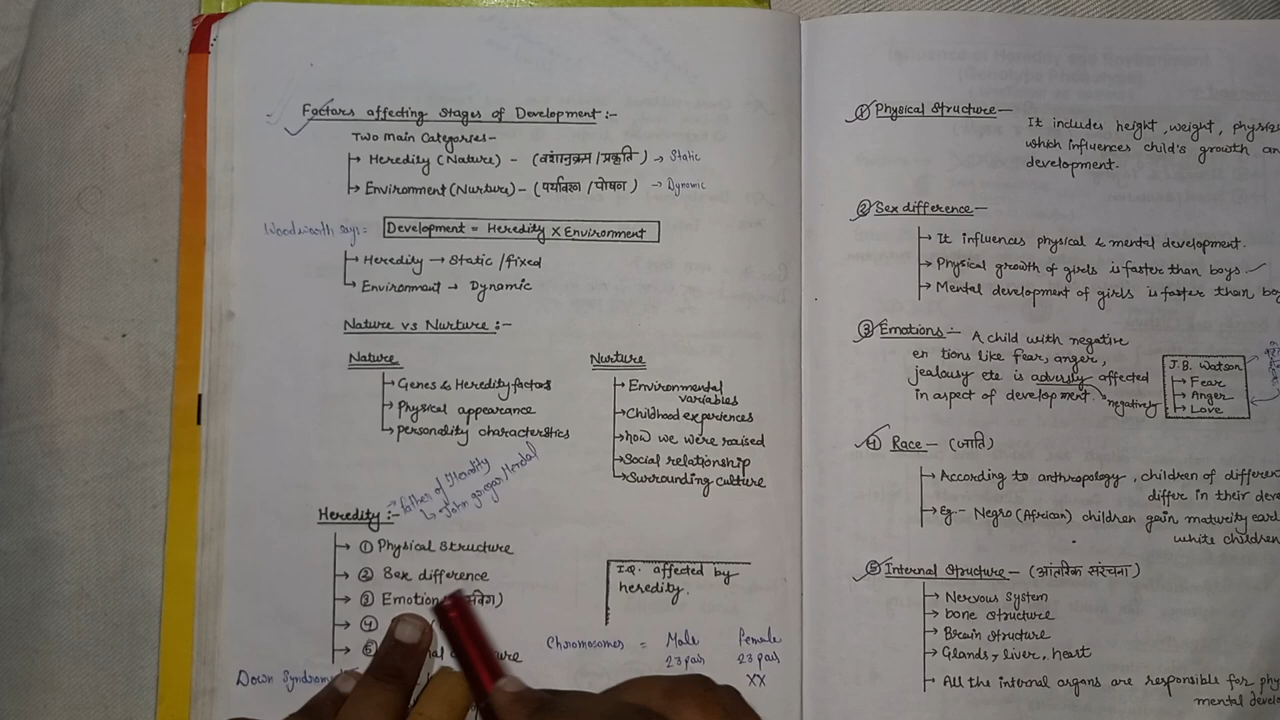 Factors affecting Stages of Development :-
Two Main Categories-
→ Heredity (Nature) - (वंशानुक्रम / प्रकृति) → Static
→ Environment (Nurture) - (पर्यावरण / पोषण) → Dynamic
Woodworth says = Development = Heredity X Environment
→ Heredity → Static / fixed
→ Environment → Dynamic
Nature vs Nurture :-
Nature
→ Genes & Heredity factors
→ Physical appearance
→ personality characterstics
Nurture
→ Environmental
variables
→ Childhood experiences
→ how we were raised
→ Social relationship
→ Surrounding culture
Heredity :-
→ father of Heredity
↳ John
Mendal
→ ① Physical Structure
→ ② Sex difference
→ ③ Emotion
→ ④
→ ⑤
I.Q. affected by
heredity.
Chromosomes = Male Female
23 pair 23 pair
XX
Down Syndrome
① Physical Structure -
It includes height, weight,
which influences child's growth
development.
② Sex difference -
→ It influences physical & mental development.
→ Physical growth of girls is faster than boys
→ Mental development of girls is faster than
③ Emotions :- A child with negative
like fear, anger,
jealousy etc is adversly affected
in aspect of development. negatively
J.B. Watson
→ Fear
→ Anger
→ Love
④ Race - (जाति)
→ According to anthropology, children of
differ in their
→ Eg:- Negro (African) children gain maturity
white children
⑤ Internal Structure - (आंतरिक संरचना)
→ Nervous System
→ bone structure
→ Brain structure
→ Glands, liver, heart
→ All the internal organs are responsible for
mental